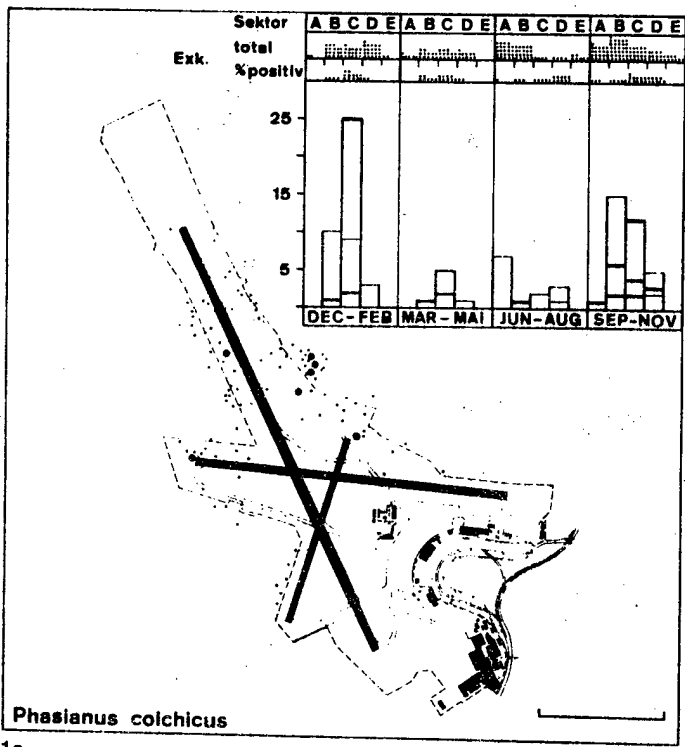 Sektor A B C D E A B C D E A B C D E A B C D E
Exk. total
%positiv
25
15
5
DEC-FEB MAR-MAI JUN-AUG SEP-NOV
Phasianus colchicus